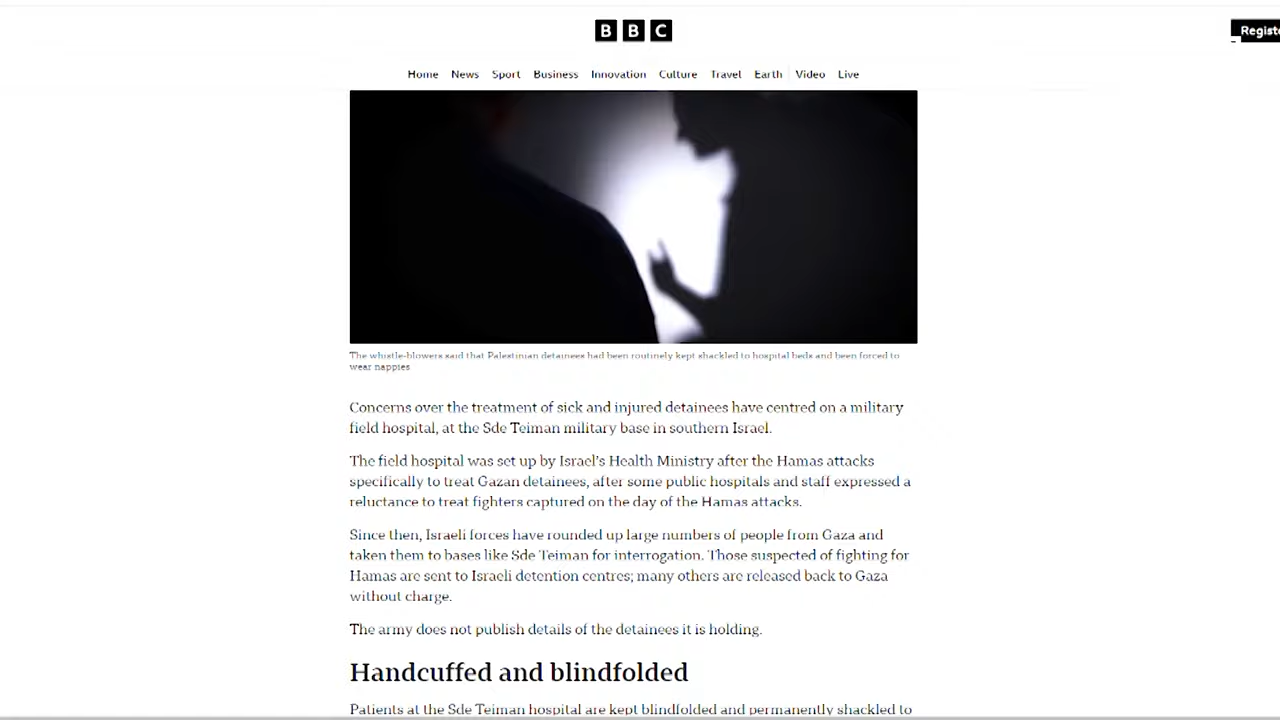 BBC
Registe
Home News Sport Business Innovation Culture Travel Earth Video Live
The whistle-blowers said that Palestinian detainees had been routinely kept shackled to hospital beds and been forced to
wear nappies
Concerns over the treatment of sick and injured detainees have centred on a military
field hospital, at the Sde Teiman military base in southern Israel.
The field hospital was set up by Israel's Health Ministry after the Hamas attacks
specifically to treat Gazan detainees, after some public hospitals and staff expressed a
reluctance to treat fighters captured on the day of the Hamas attacks.
Since then, Israeli forces have rounded up large numbers of people from Gaza and
taken them to bases like Sde Teiman for interrogation. Those suspected of fighting for
Hamas are sent to Israeli detention centres; many others are released back to Gaza
without charge.
The army does not publish details of the detainees it is holding.
Handcuffed and blindfolded
Patients at the Sde Teiman hospital are kept blindfolded and permanently shackled to